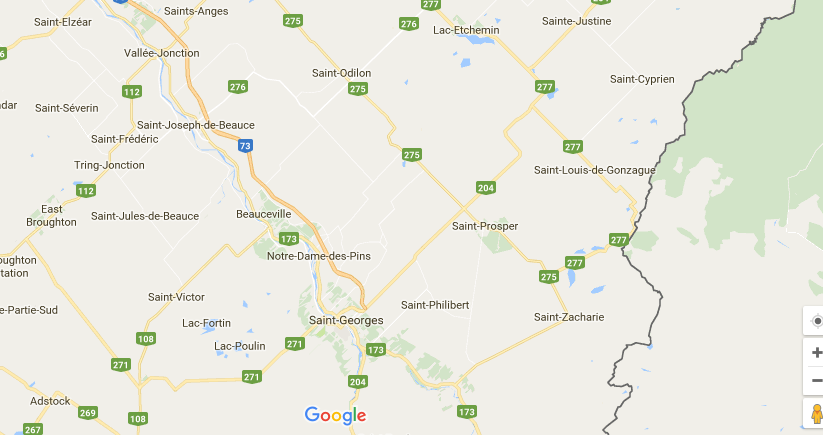 Saints-Anges
Saint-Elzéar
275
276
277
204
Sainte-Justine
Lac-Etchemin
Vallée-Jonction
Saint-Odilon
275
276
112
277
Saint-Cyprien
Saint-Séverin
Saint-Joseph-de-Beauce
Saint-Frédéric
73
277
Tring-Jonction
275
Saint-Louis-de-Gonzague
112
204
East
Broughton
Saint-Jules-de-Beauce
Beauceville
Saint-Prosper
173
277
Notre-Dame-des-Pins
277
275
Saint-Victor
Saint-Philibert
Lac-Fortin
Saint-Georges
Saint-Zacharie
108
Lac-Poulin
271
173
271
271
204
Adstock
269
108
267
173
Google